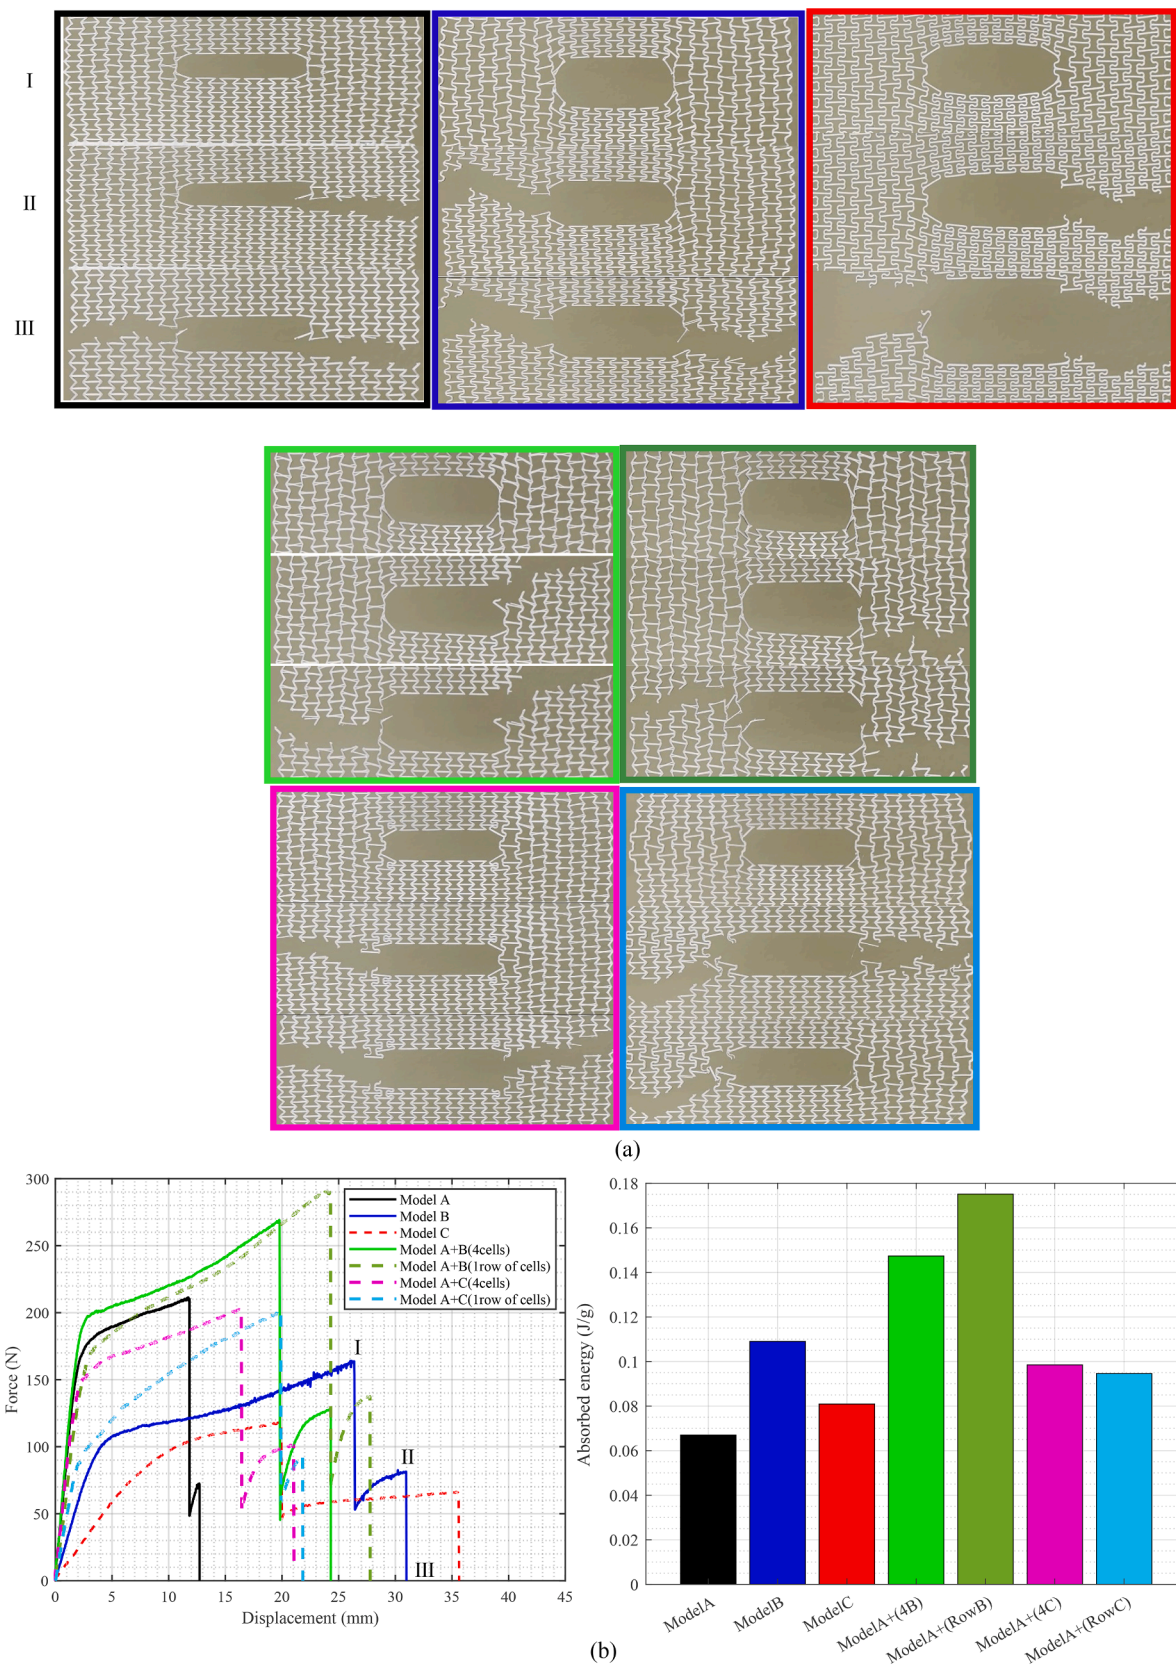 I
II
III
(a)
300
250
200
150
100
50
0
Force (N)
0 5 10 15 20 25 30 35 40 45
Displacement (mm)
Model A
Model B
Model C
Model A+B(4cells)
Model A+B(1row of cells)
Model A+C(4cells)
Model A+C(1row of cells)
I
II
III
0.18
0.16
0.14
0.12
0.1
0.08
0.06
0.04
0.02
0
Absorbed energy (J/g)
ModelA
ModelB
ModelC
ModelA+(4B)
ModelA+(RowB)
ModelA+(4C)
ModelA+(RowC)
(b)